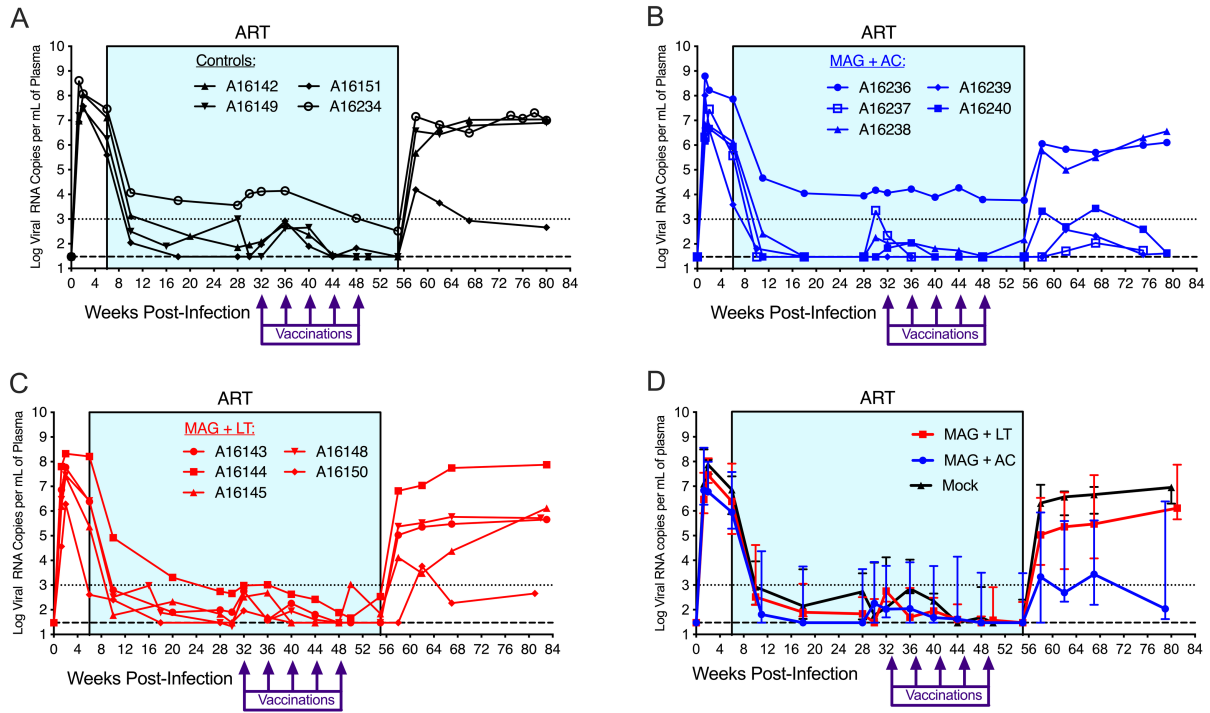 A
ART
Log Viral RNA Copies per mL of Plasma
10
9
8
7
6
5
4
3
2
1
Controls:
A16142 A16151
A16149 A16234
0 4 8 12 16 20 24 28 32 36 40 44 48 52 56 60 64 68 72 76 80 84
Weeks Post-Infection
Vaccinations
B
ART
Log Viral RNA Copies per mL of Plasma
10
9
8
7
6
5
4
3
2
1
MAG + AC:
A16236 A16239
A16237 A16240
A16238
0 4 8 12 16 20 24 28 32 36 40 44 48 52 56 60 64 68 72 76 80 84
Weeks Post-Infection
Vaccinations
C
ART
Log Viral RNA Copies per mL of plasma
10
9
8
7
6
5
4
3
2
1
MAG + LT:
A16143 A16148
A16144 A16150
A16145
0 4 8 12 16 20 24 28 32 36 40 44 48 52 56 60 64 68 72 76 80 84
Weeks Post-Infection
Vaccinations
D
ART
Log Viral RNA copies per mL of plasma
10
9
8
7
6
5
4
3
2
1
MAG + LT
MAG + AC
Mock
0 4 8 12 16 20 24 28 32 36 40 44 48 52 56 60 64 68 72 76 80 84
Weeks Post-Infection
Vaccinations